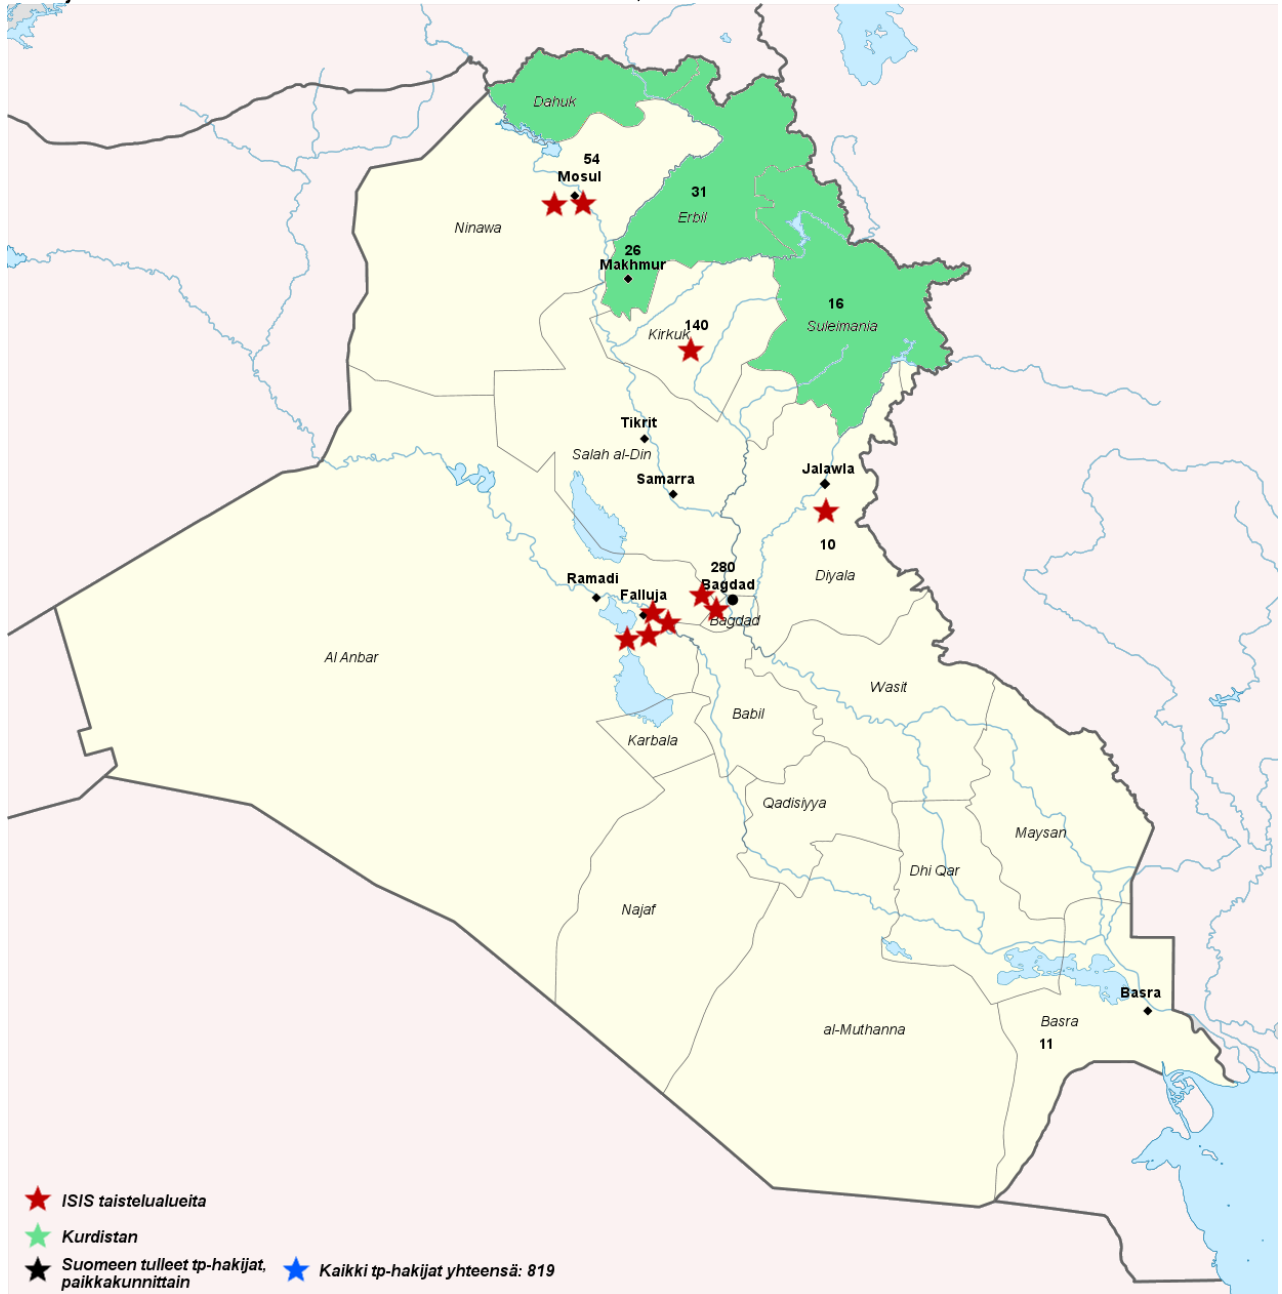 Dahuk
54
Mosul
31
Erbil
Ninawa
26
Makhmur
16
Suleimania
140
Kirkuk
Tikrit
Salah al-Din
Jalawla
Samarra
10
Diyala
280
Bagdad
Ramadi
Falluja
Bagdad
Al Anbar
Wasit
Babil
Karbala
Qadisiyya
Maysan
Dhi Qar
Najaf
Basra
Basra
al-Muthanna
11
ISIS taistelualueita
Kurdistan
Suomeen tulleet tp-hakijat,
paikkakunnittain
Kaikki tp-hakijat yhteensä: 819